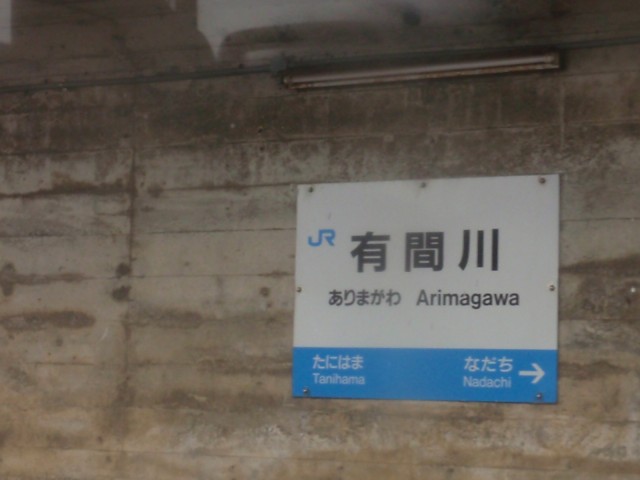 JR 有間川
ありまがわ Arimagawa
たにはま なだち →
Tanihama Nadachi